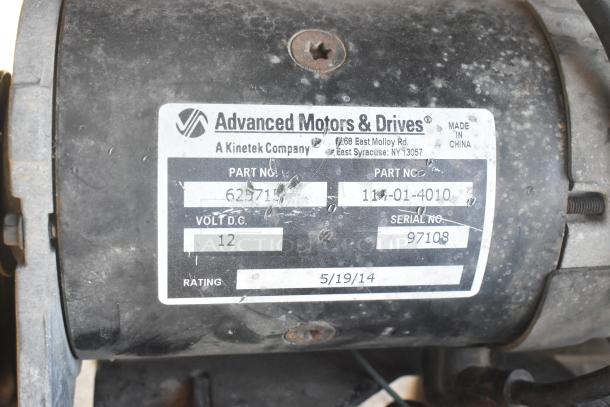 Advanced Motors & Drives®
MADE
IN
CHINA
A Kinetek Company
East Molloy Rd.
East Syracuse, NY 13057
PART NO.
PART NO.
114-01-4010
VOLT D.C.
SERIAL NO.
12
97108
RATING
5/19/14